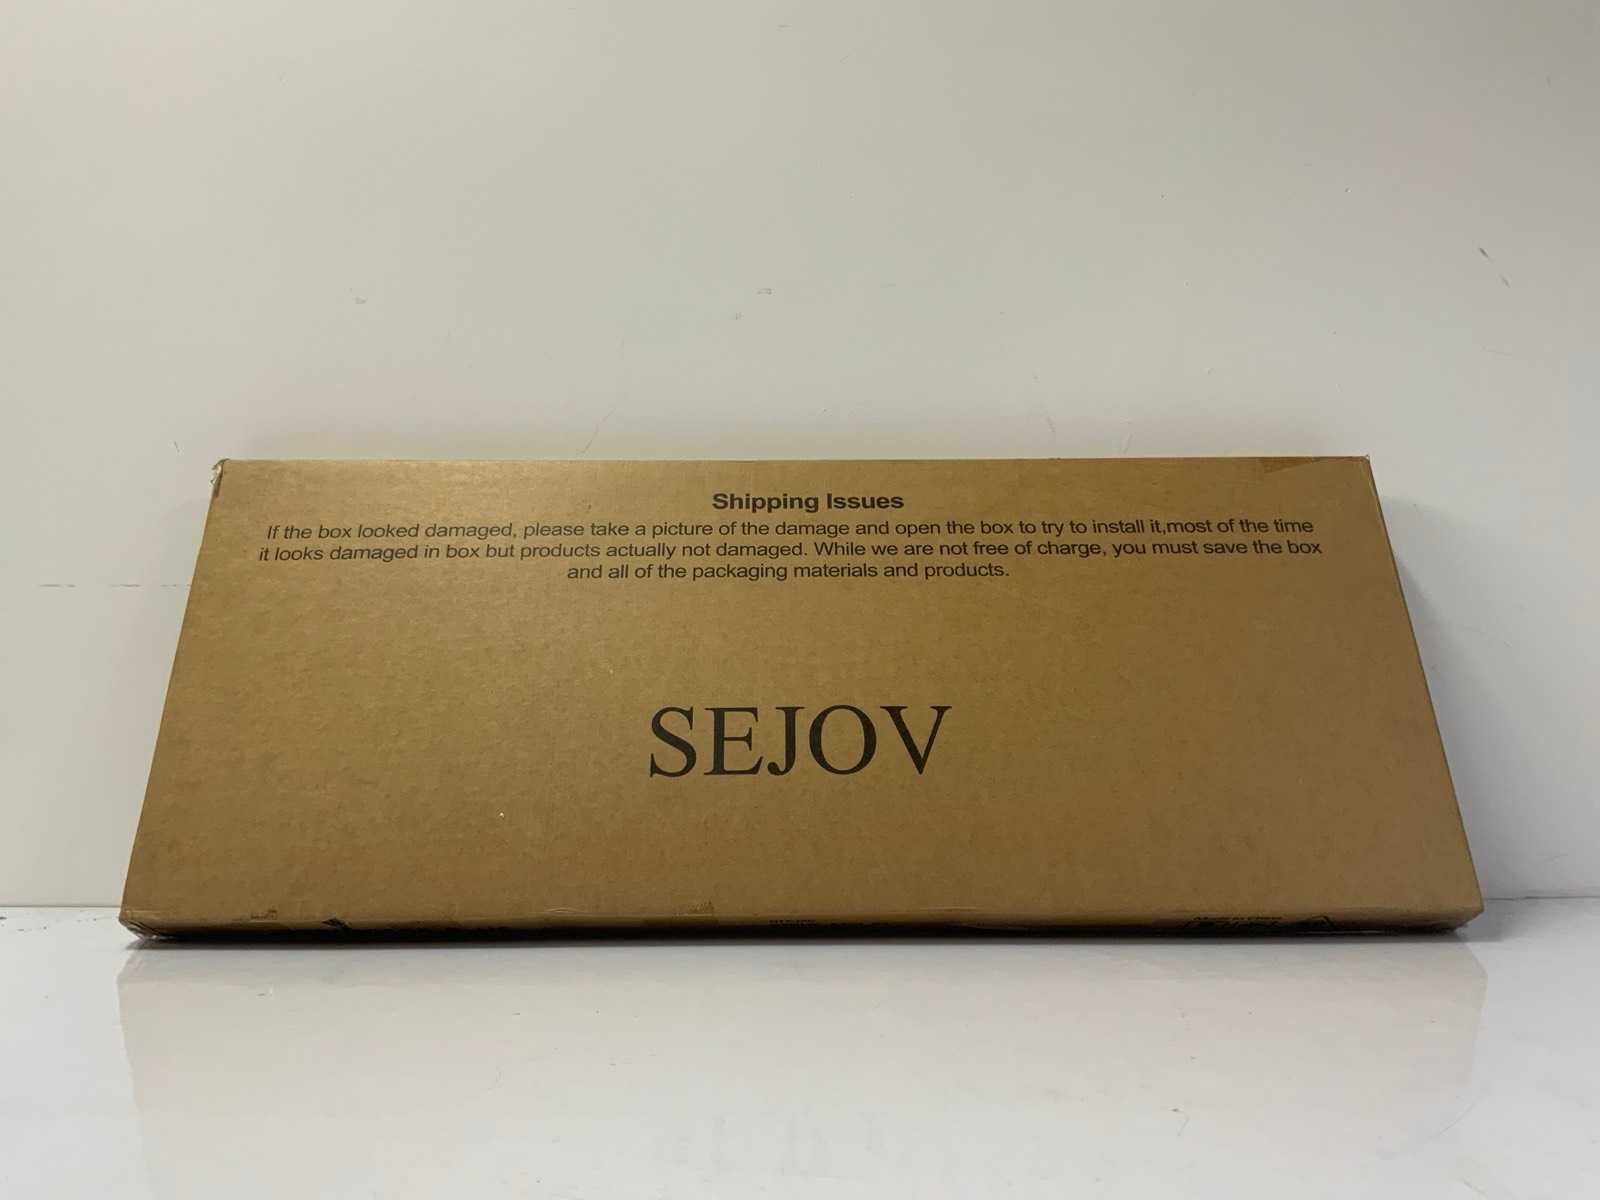 Shipping Issues
If the box looked damaged, please take a picture of the damage and open the box to try to install it,most of the time
it looks damaged in box but products actually not damaged. While we are not free of charge, you must save the box
and all of the packaging materials and products.
SEJOV
Made in China